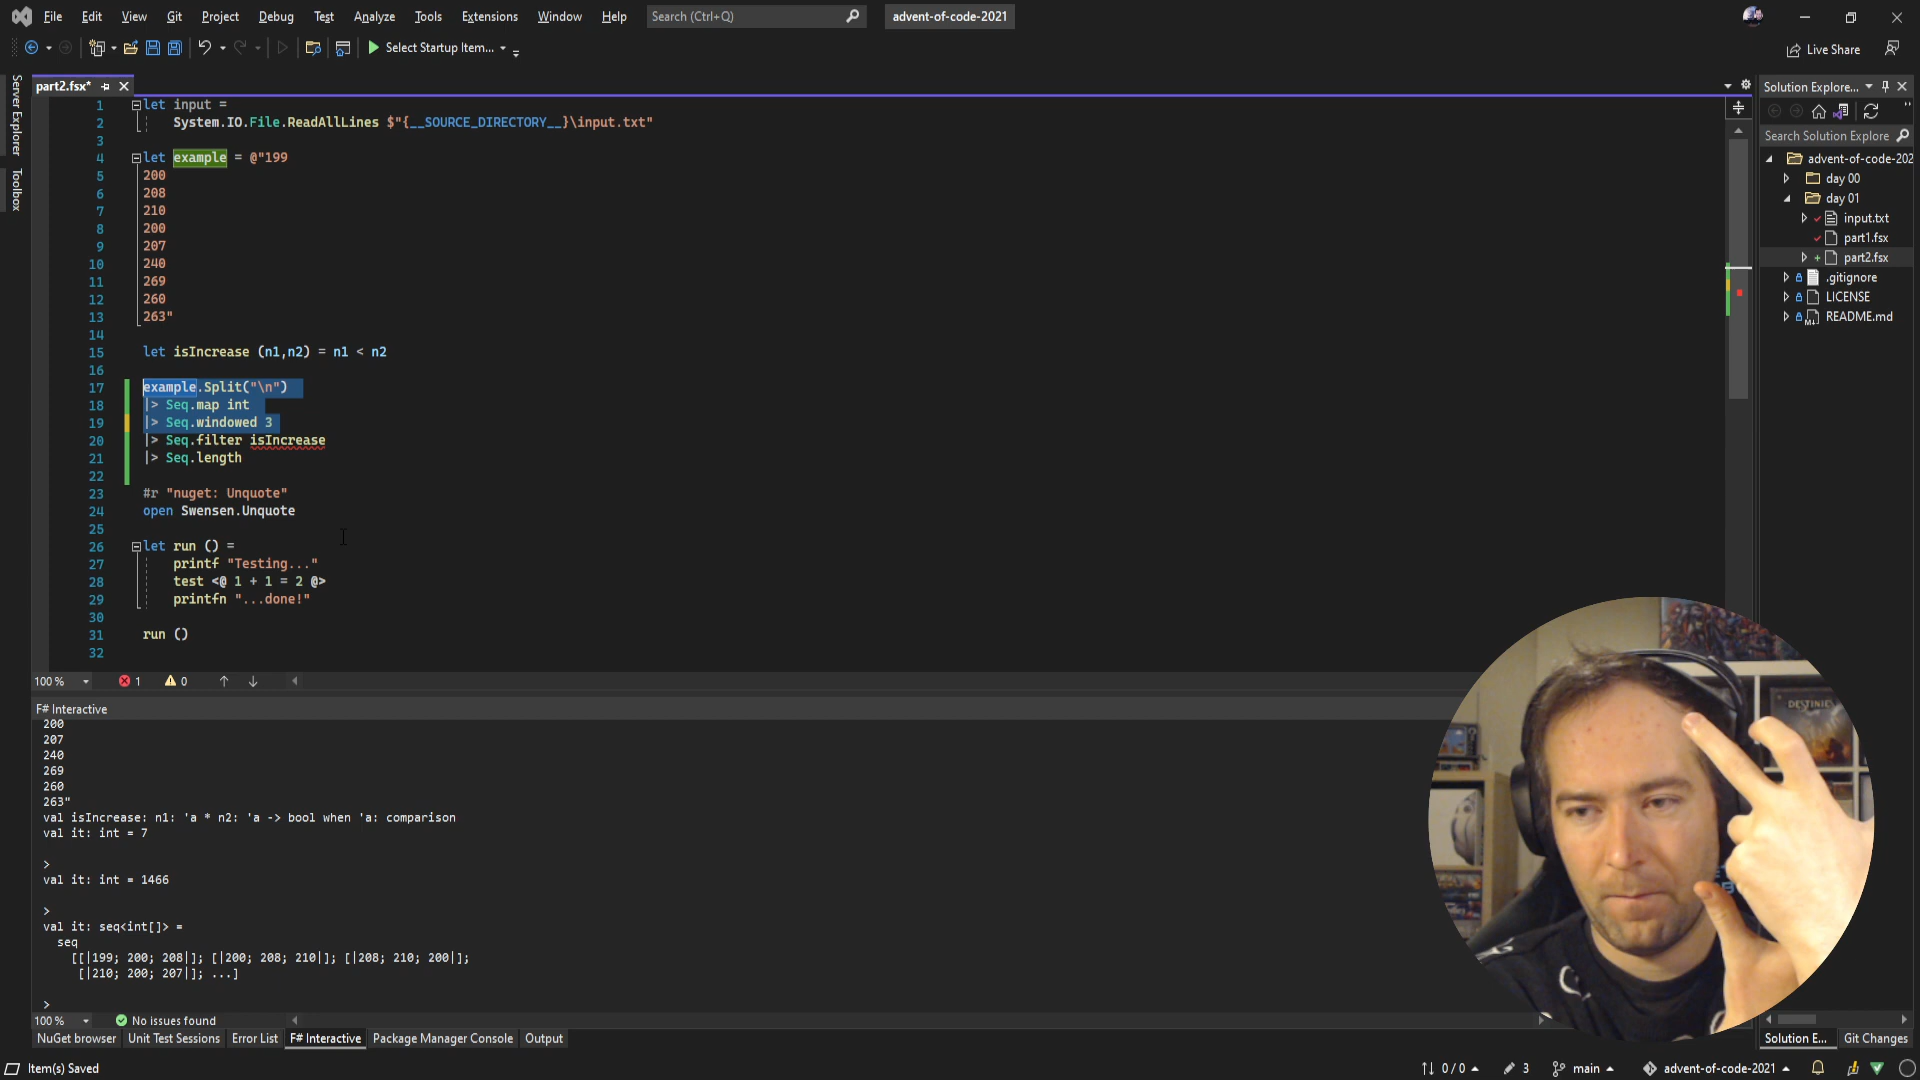 File Edit View Git Project Debug Test Analyze Tools Extensions Window Help Search (Ctrl+Q) advent-of-code-2021
Select Startup Item... Live Share
Server Explorer
Toolbox
part2.fsx*
1 let input =
2 System.IO.File.ReadAllLines $"{__SOURCE_DIRECTORY__}\input.txt"
3
4 let example = @"199
5 200
6 208
7 210
8 200
9 207
10 240
11 269
12 260
13 263"
14
15 let isIncrease (n1,n2) = n1 < n2
16
17 example.Split("\n")
18 |> Seq.map int
19 |> Seq.windowed 3
20 |> Seq.filter isIncrease
21 |> Seq.length
22
23 #r "nuget: Unquote"
24 open Swensen.Unquote
25
26 let run () =
27 printf "Testing..."
28 test <@ 1 + 1 = 2 @>
29 printfn "...done!"
30
31 run ()
32
100 % 1 0
F# Interactive
200
207
240
269
260
263"
val isIncrease: n1: 'a * n2: 'a -> bool when 'a: comparison
val it: int = 7
>
val it: int = 1466
>
val it: seq<int[]> =
seq
[[|199; 200; 208|]; [|200; 208; 210|]; [|208; 210; 200|];
[|210; 200; 207|]; ...]
>
100 % No issues found
NuGet browser Unit Test Sessions Error List F# Interactive Package Manager Console Output
Solution Explore...
Search Solution Explore
advent-of-code-202
day 00
day 01
input.txt
part1.fsx
part2.fsx
.gitignore
LICENSE
README.md
DESTINIE
Solution E... Git Changes
Item(s) Saved 0 / 0 3 main advent-of-code-2021